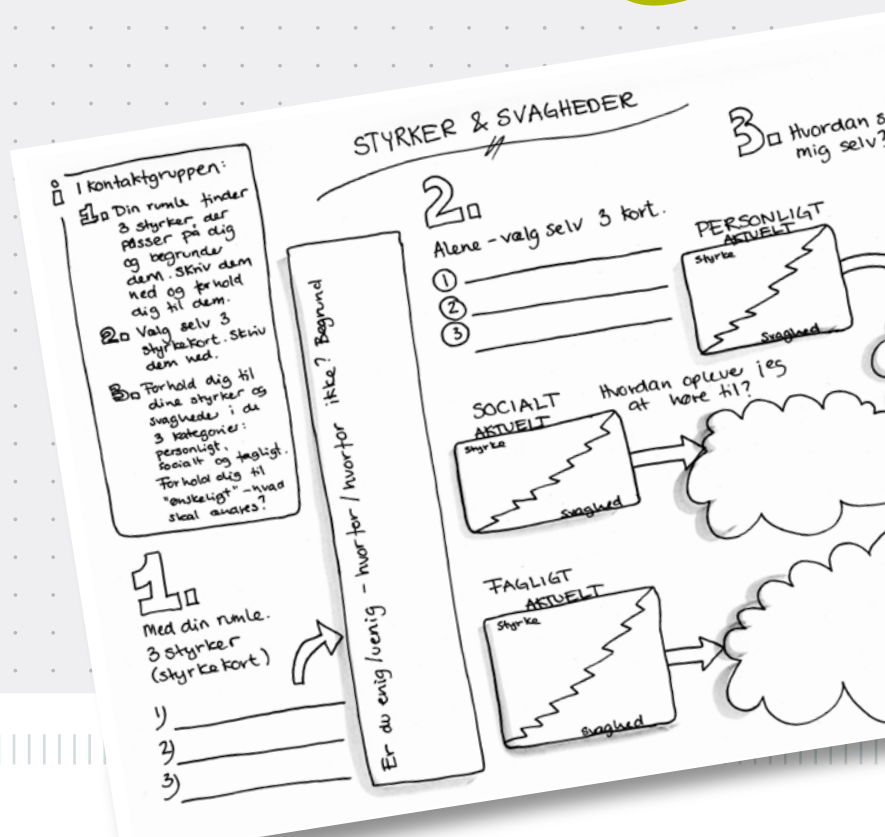 STYRKER & SVAGHEDER
i I kontaktgruppen:
1. Din rumle finder
3 styrker, der
passer på dig
og begrunder
dem. Skriv dem
ned og forhold
dig til dem.
2. Vælg selv 3
styrkekort. Skriv
dem ned.
3. Forhold dig til
dine styrker og
svagheder i de
3 kategorier:
personligt,
socialt og fagligt.
Forhold dig til
"ønskeligt" - hvad
skal ændres?
1.
Med din rumle.
3 styrker
(styrkekort)
1)
2)
3)
Er du enig/uenig - hvorfor/hvorfor ikke? Begrund
2.
Alene - vælg selv 3 kort.
1
2
3
3. Hvordan s
mig selv?
PERSONLIGT
AKTUELT
Styrke
Svaghed
SOCIALT
AKTUELT
Styrke
Svaghed
Hvordan oplever jeg
at høre til?
FAGLIGT
AKTUELT
Styrke
Svaghed